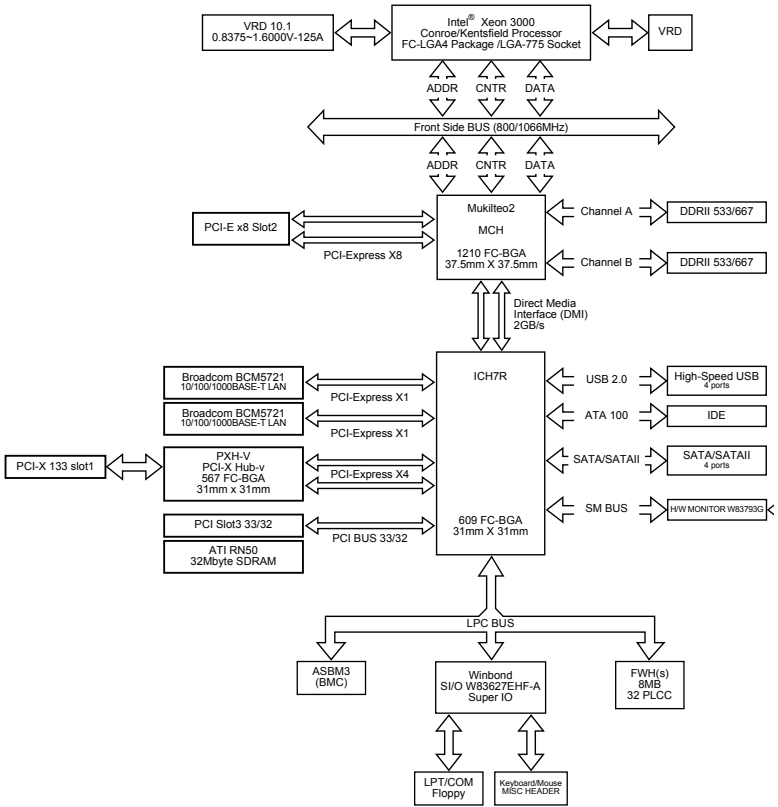 VRD 10.1
0.8375~1.6000V-125A
Intel® Xeon 3000
Conroe/Kentsfield Processor
FC-LGA4 Package /LGA-775 Socket
VRD
ADDR CNTR DATA
Front Side BUS (800/1066MHz)
ADDR CNTR DATA
PCI-E x8 Slot2
PCI-Express X8
Mukilteo2
MCH
1210 FC-BGA
37.5mm X 37.5mm
Channel A
DDRII 533/667
Channel B
DDRII 533/667
Direct Media
Interface (DMI)
2GB/s
Broadcom BCM5721
10/100/1000BASE-T LAN
PCI-Express X1
Broadcom BCM5721
10/100/1000BASE-T LAN
PCI-Express X1
PCI-X 133 slot1
PXH-V
PCI-X Hub-v
567 FC-BGA
31mm x 31mm
PCI-Express X4
PCI Slot3 33/32
PCI BUS 33/32
ATI RN50
32Mbyte SDRAM
ICH7R
609 FC-BGA
31mm X 31mm
USB 2.0
High-Speed USB
4 ports
ATA 100
IDE
SATA/SATAII
SATA/SATAII
4 ports
SM BUS
H/W MONITOR W83793G
LPC BUS
ASBM3
(BMC)
Winbond
SI/O W83627EHF-A
Super IO
FWH(s)
8MB
32 PLCC
LPT/COM
Floppy
Keyboard/Mouse
MISC HEADER